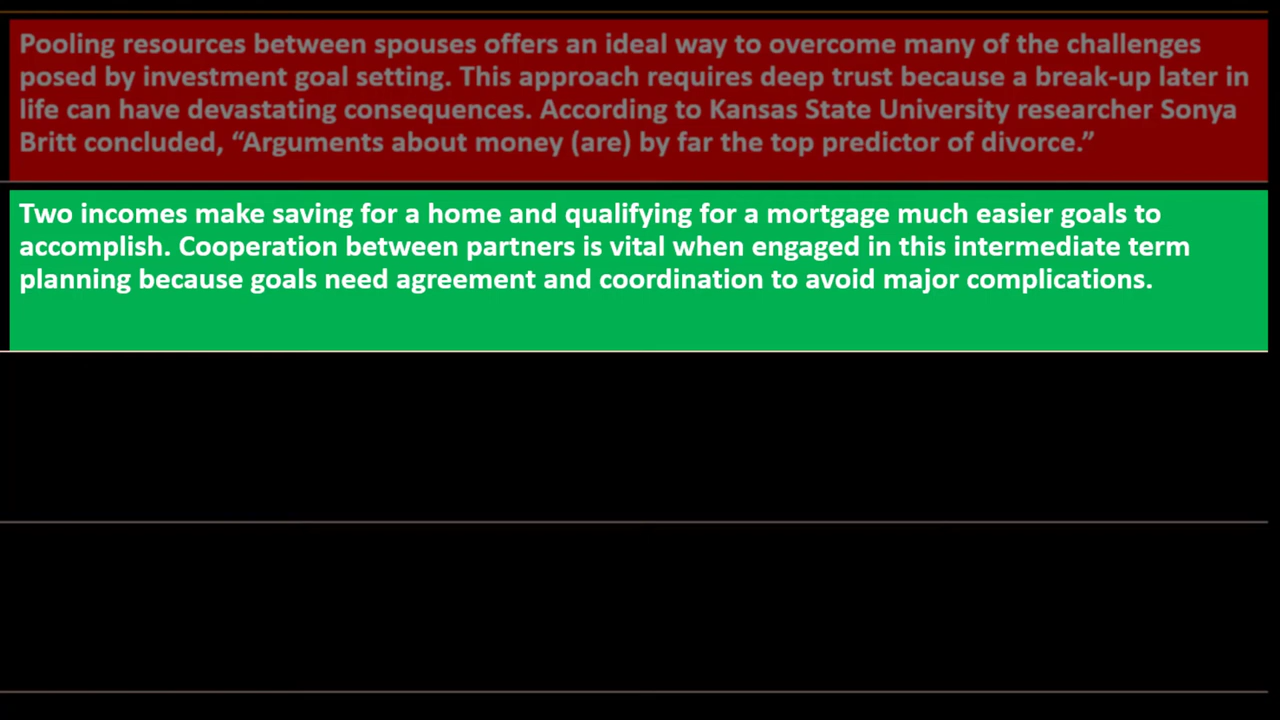 Pooling resources between spouses offers an ideal way to overcome many of the challenges
posed by investment goal setting. This approach requires deep trust because a break-up later in
life can have devastating consequences. According to Kansas State University researcher Sonya
Britt concluded, “Arguments about money (are) by far the top predictor of divorce.”
Two incomes make saving for a home and qualifying for a mortgage much easier goals to
accomplish. Cooperation between partners is vital when engaged in this intermediate term
planning because goals need agreement and coordination to avoid major complications.